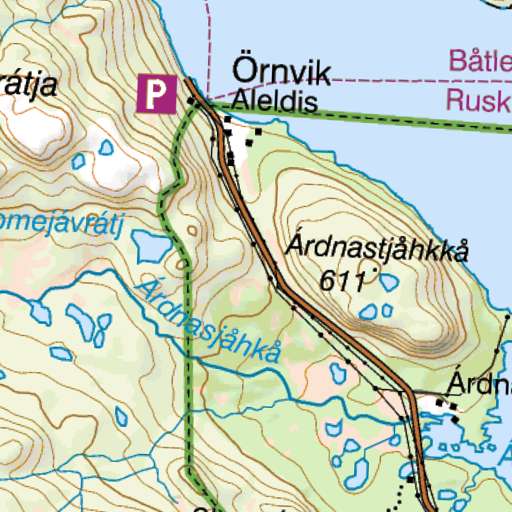 Örnvik
Båtle
rátja
P
Aleldis
Rusk
omejávrátj
Árdnastjåhkkå
611
Árdnasjåhkå
Árdna